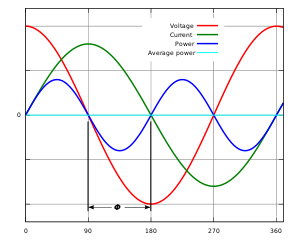 Voltage
Current
Power
Average power
0
Φ
0 90 180 270 360